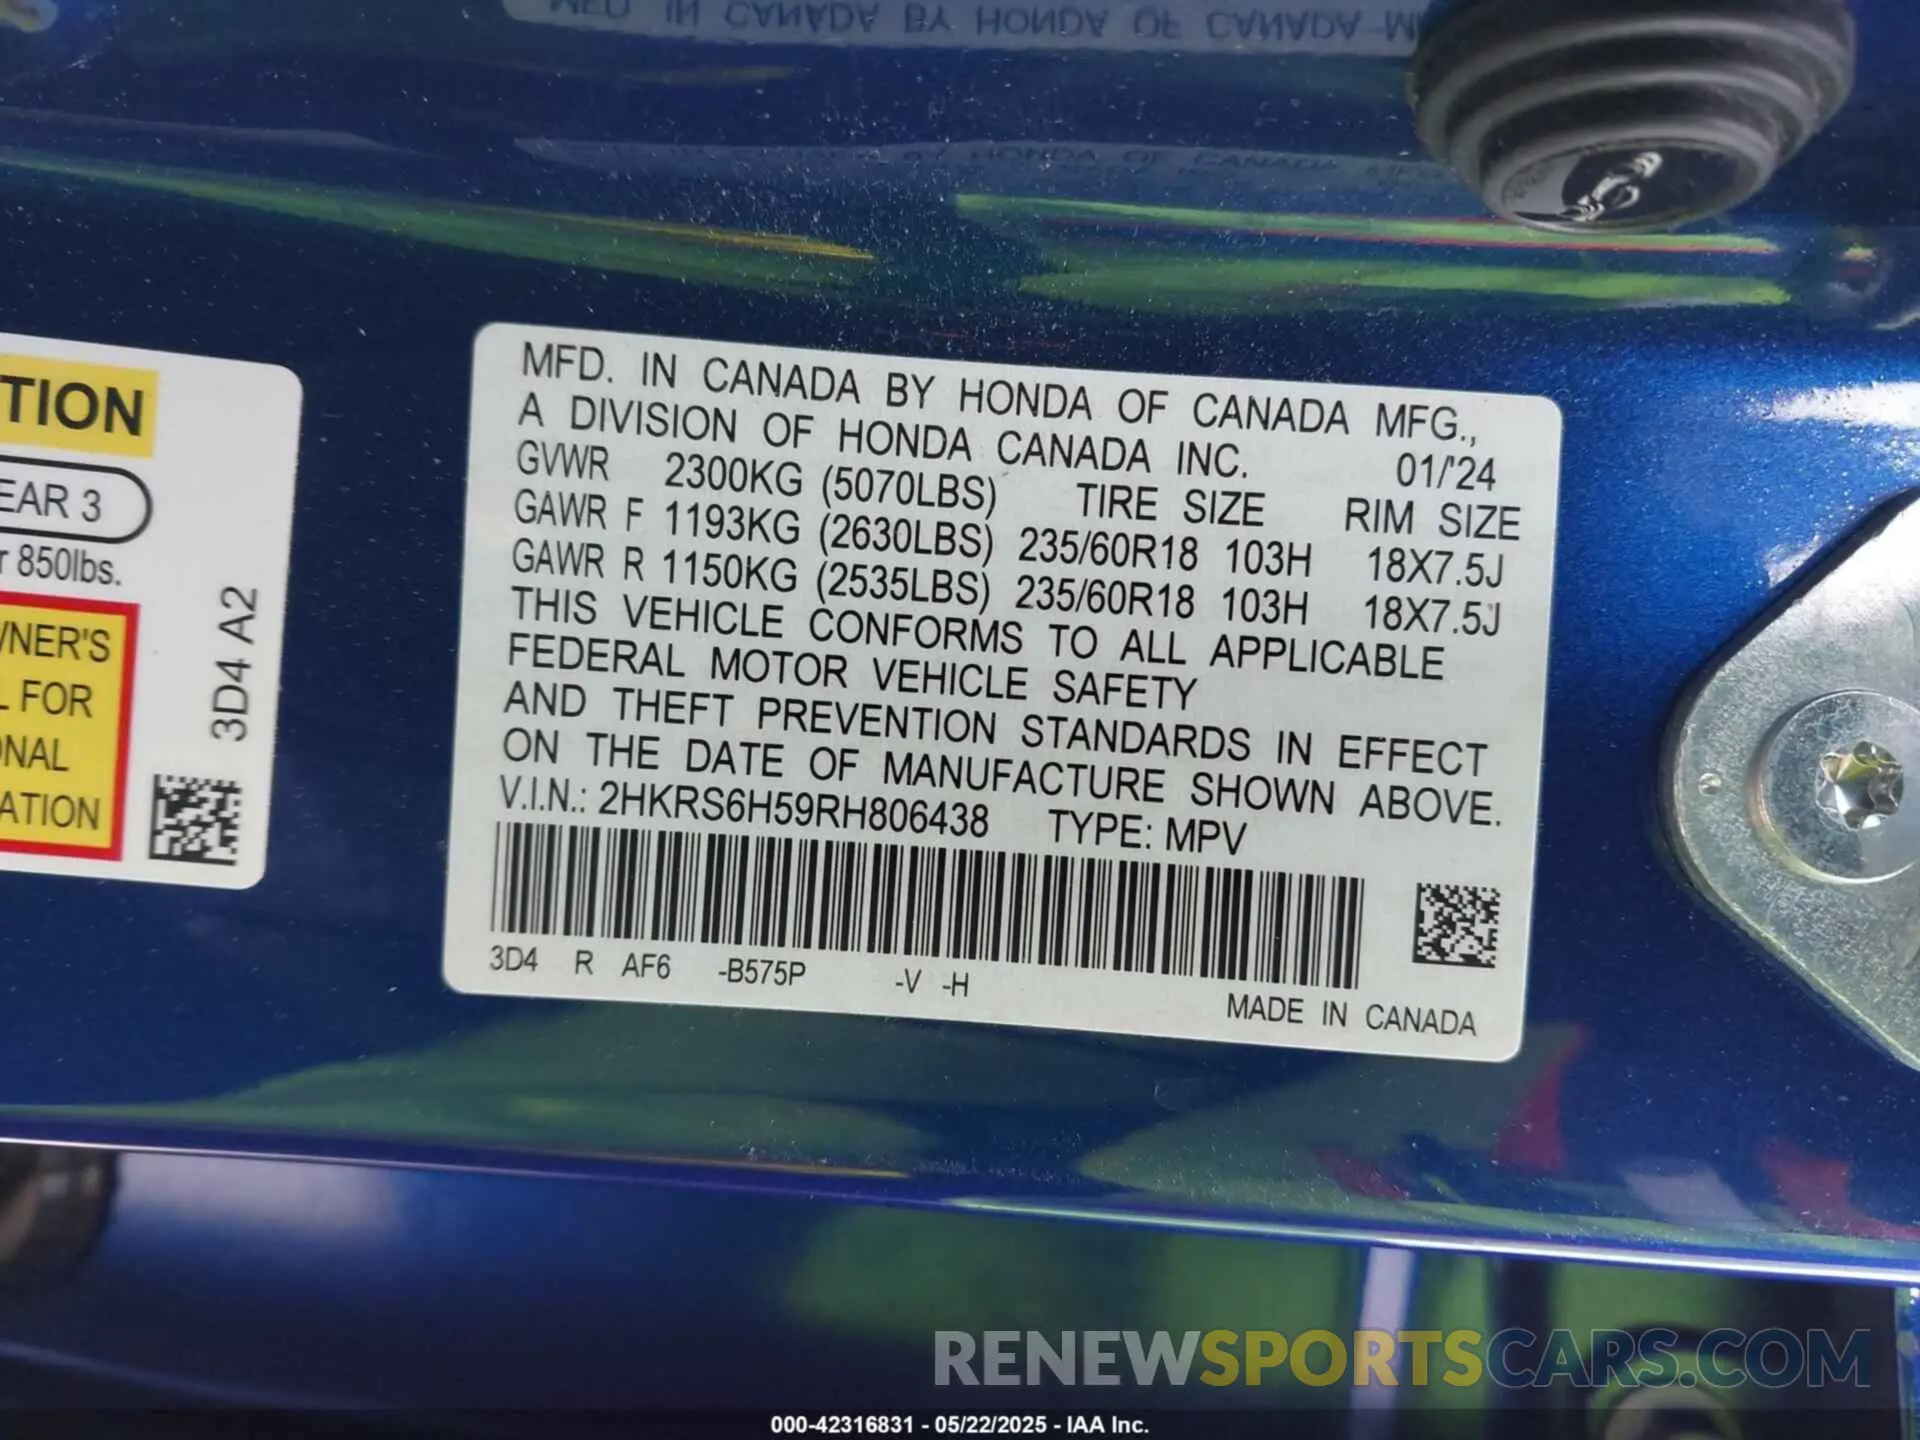 MFD. IN CANADA BY HONDA OF CANADA MFG.,
A DIVISION OF HONDA CANADA INC. 01/'24
GVWR 2300KG (5070LBS) TIRE SIZE RIM SIZE
GAWR F 1193KG (2630LBS) 235/60R18 103H 18X7.5J
GAWR R 1150KG (2535LBS) 235/60R18 103H 18X7.5J
THIS VEHICLE CONFORMS TO ALL APPLICABLE
FEDERAL MOTOR VEHICLE SAFETY
AND THEFT PREVENTION STANDARDS IN EFFECT
ON THE DATE OF MANUFACTURE SHOWN ABOVE.
V.I.N.: 2HKRS6H59RH806438 TYPE: MPV
3D4 R AF6 -B575P -V -H
MADE IN CANADA
TION
EAR 3
r 850lbs.
WNER'S
L FOR
ONAL
ATION
3D4 A2
RENEWSPORTSCARS.COM
000-42316831 - 05/22/2025 - IAA Inc.